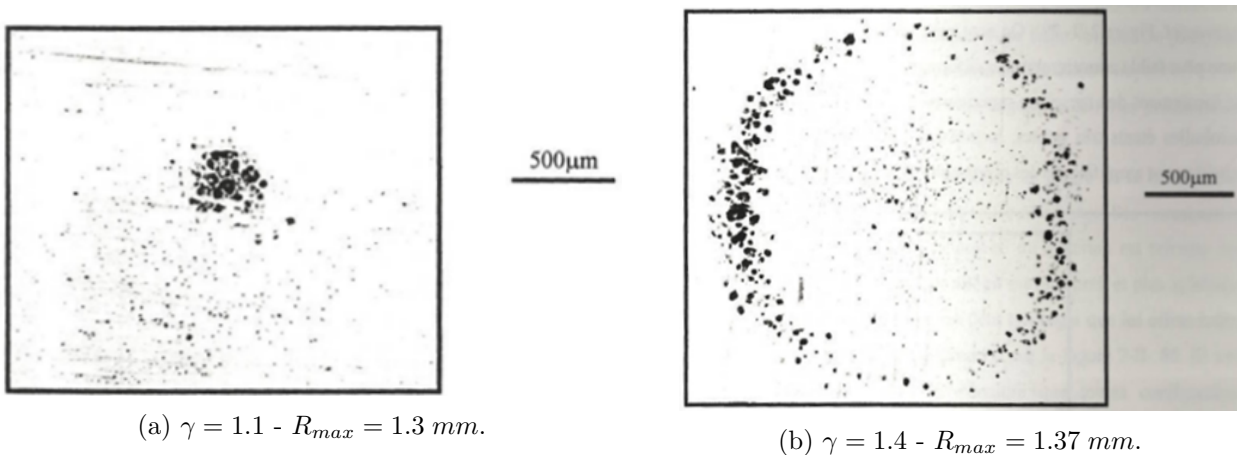 500μm
500μm
(a) γ = 1.1 - R_max = 1.3 mm.
(b) γ = 1.4 - R_max = 1.37 mm.